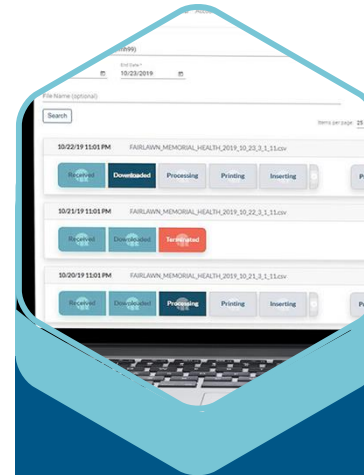 mh99)
End Date *
10/23/2019
File Name (optional)
Search
Items per page 25
10/22/19 11:01 PM FAIRLAWN_MEMORIAL_HEALTH_2019_10_23_3_1_11.csv
Received Downloaded Processing Printing Inserting
10/21/19 11:01 PM FAIRLAWN_MEMORIAL_HEALTH_2019_10_22_3_1_11.csv
Received Downloaded Terminated
10/20/19 11:01 PM FAIRLAWN_MEMORIAL_HEALTH_2019_10_21_3_1_11.csv
Received Downloaded Processing Printing Inserting